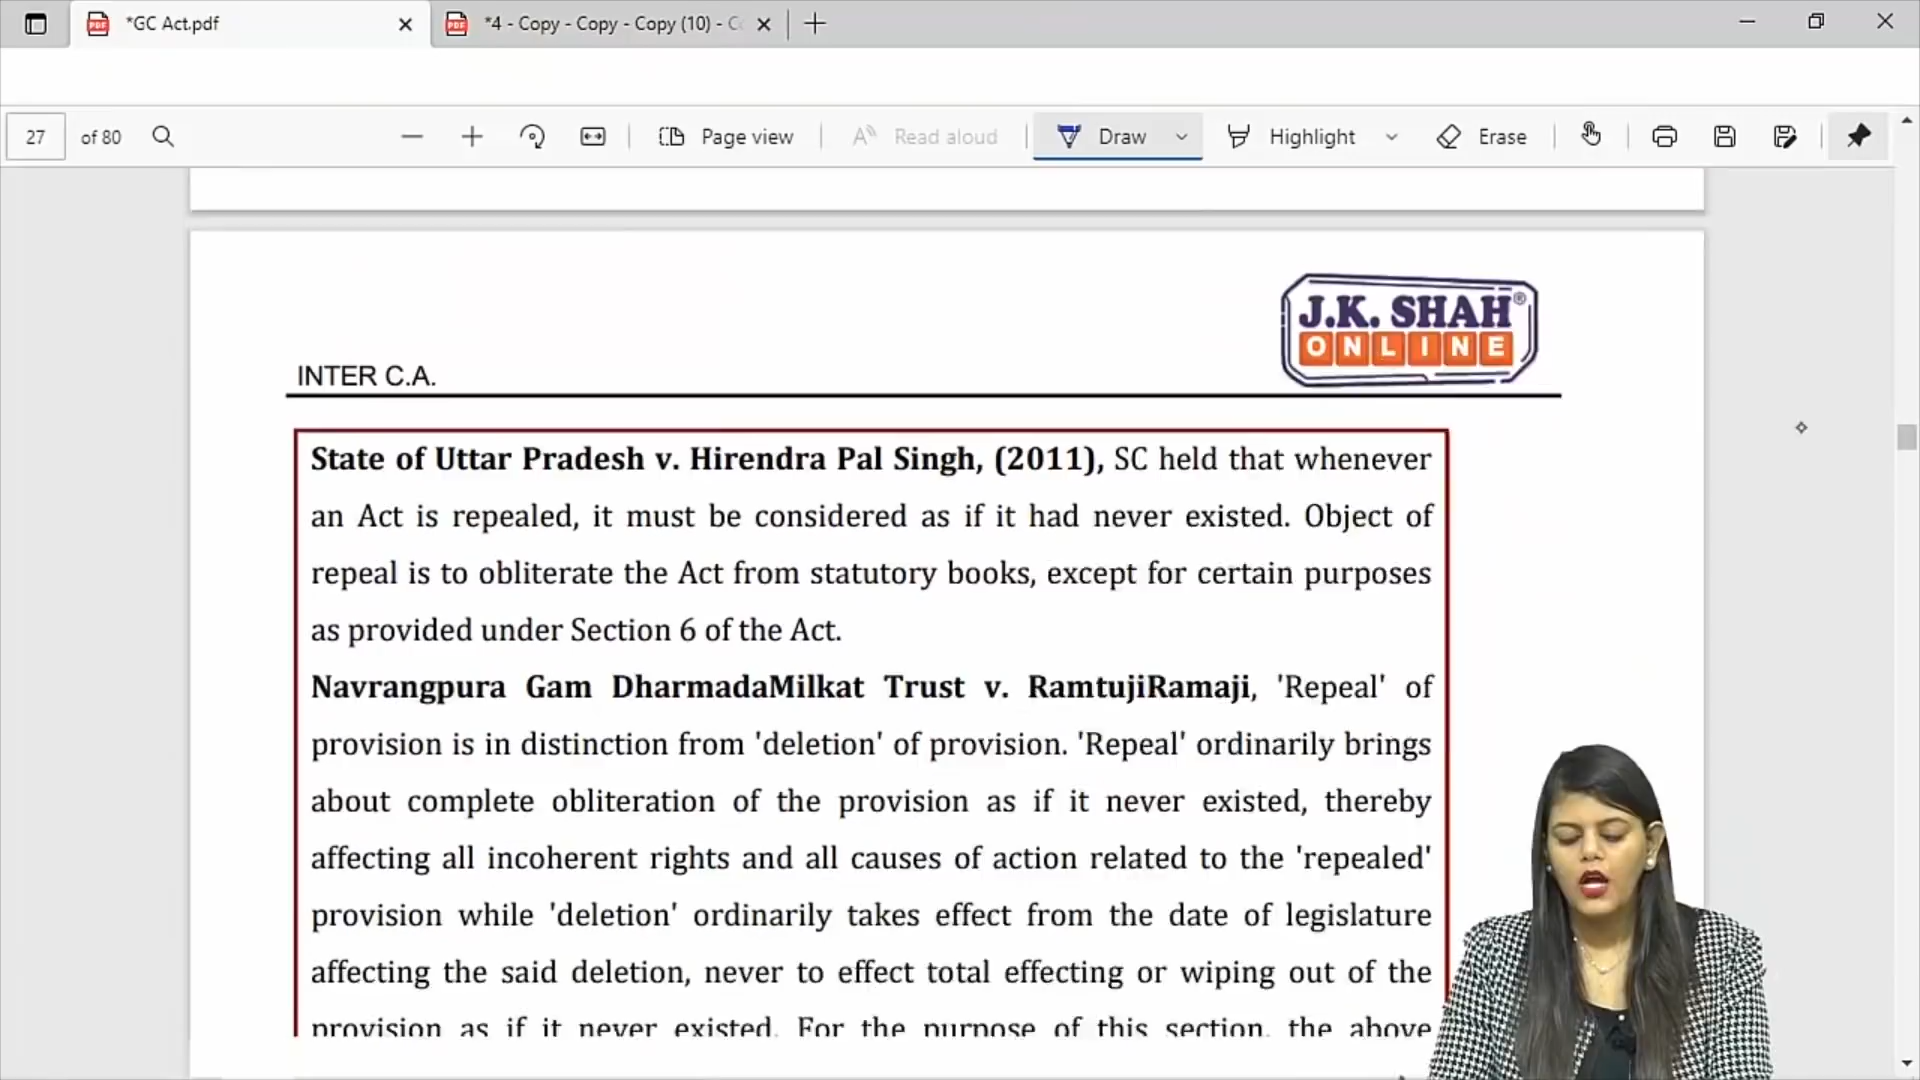 *GC Act.pdf
*4 - Copy - Copy - Copy (10) - C
27 of 80
Page view
Read aloud
Draw
Highlight
Erase
J.K. SHAH®
ONLINE
INTER C.A.
State of Uttar Pradesh v. Hirendra Pal Singh, (2011), SC held that whenever
an Act is repealed, it must be considered as if it had never existed. Object of
repeal is to obliterate the Act from statutory books, except for certain purposes
as provided under Section 6 of the Act.
Navrangpura Gam DharmadaMilkat Trust v. RamtujiRamaji, 'Repeal' of
provision is in distinction from 'deletion' of provision. 'Repeal' ordinarily brings
about complete obliteration of the provision as if it never existed, thereby
affecting all incoherent rights and all causes of action related to the 'repealed'
provision while 'deletion' ordinarily takes effect from the date of legislature
affecting the said deletion, never to effect total effecting or wiping out of the
provision as if it never existed. For the purpose of this section, the above